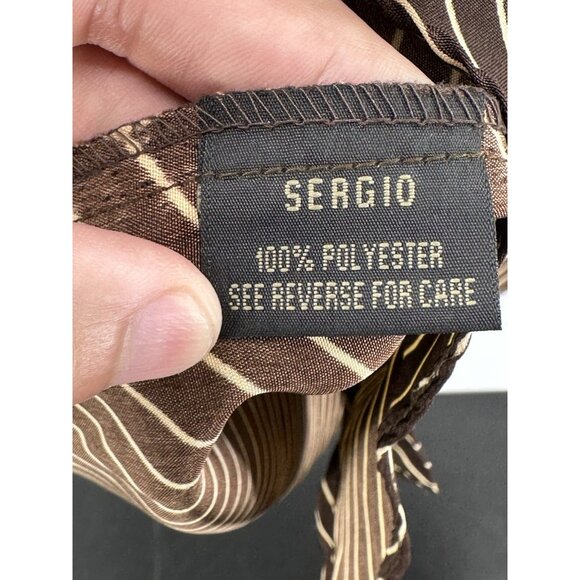 SERGIO
100% POLYESTER
SEE REVERSE FOR CARE